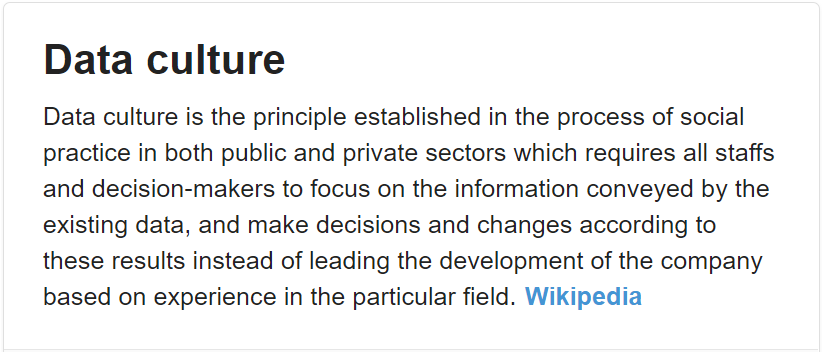 Data culture
Data culture is the principle established in the process of social
practice in both public and private sectors which requires all staffs
and decision-makers to focus on the information conveyed by the
existing data, and make decisions and changes according to
these results instead of leading the development of the company
based on experience in the particular field. Wikipedia